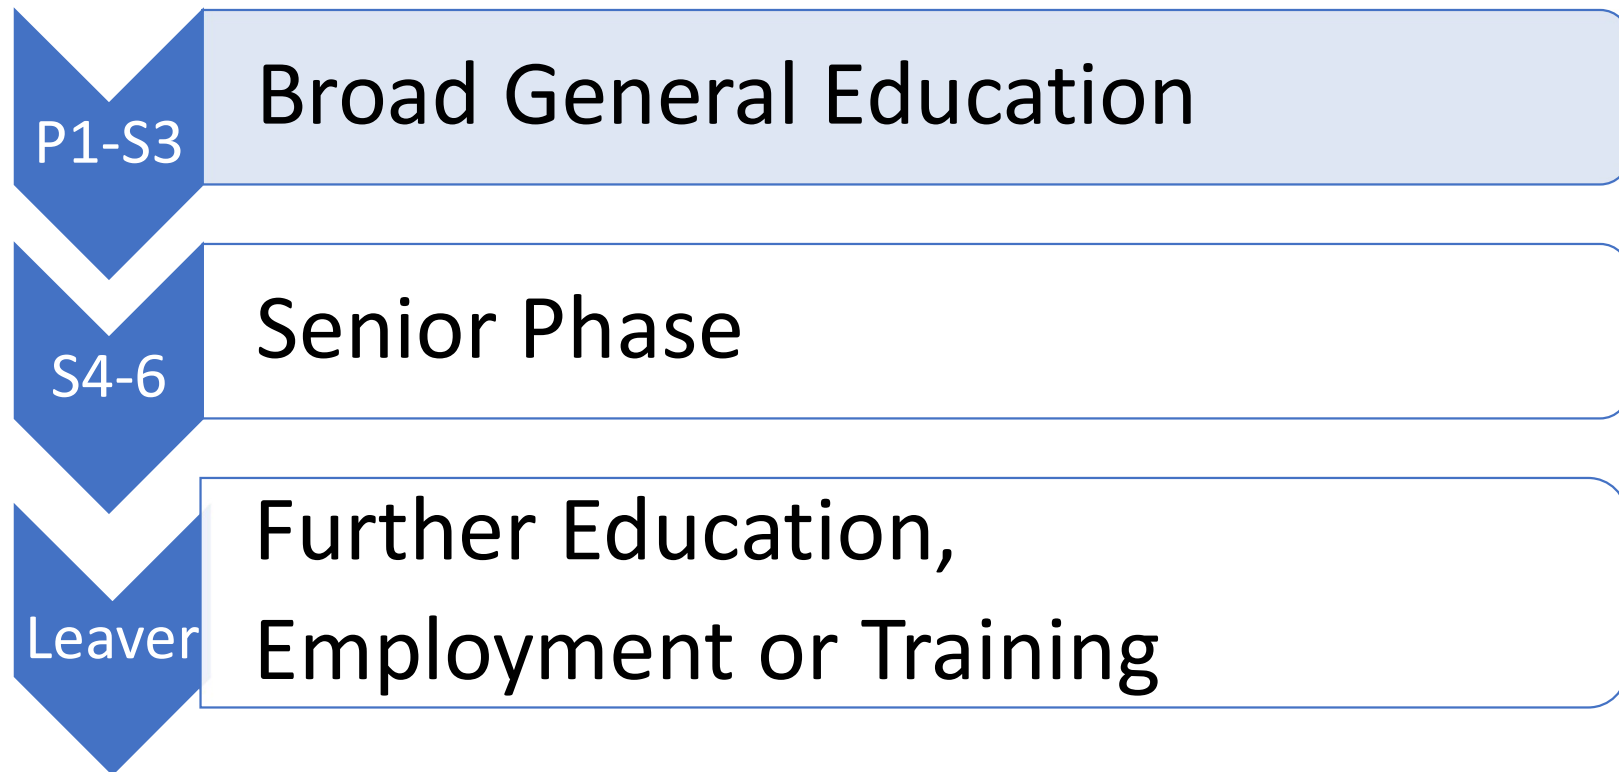 P1-S3
Broad General Education
S4-6
Senior Phase
Leaver
Further Education,
Employment or Training